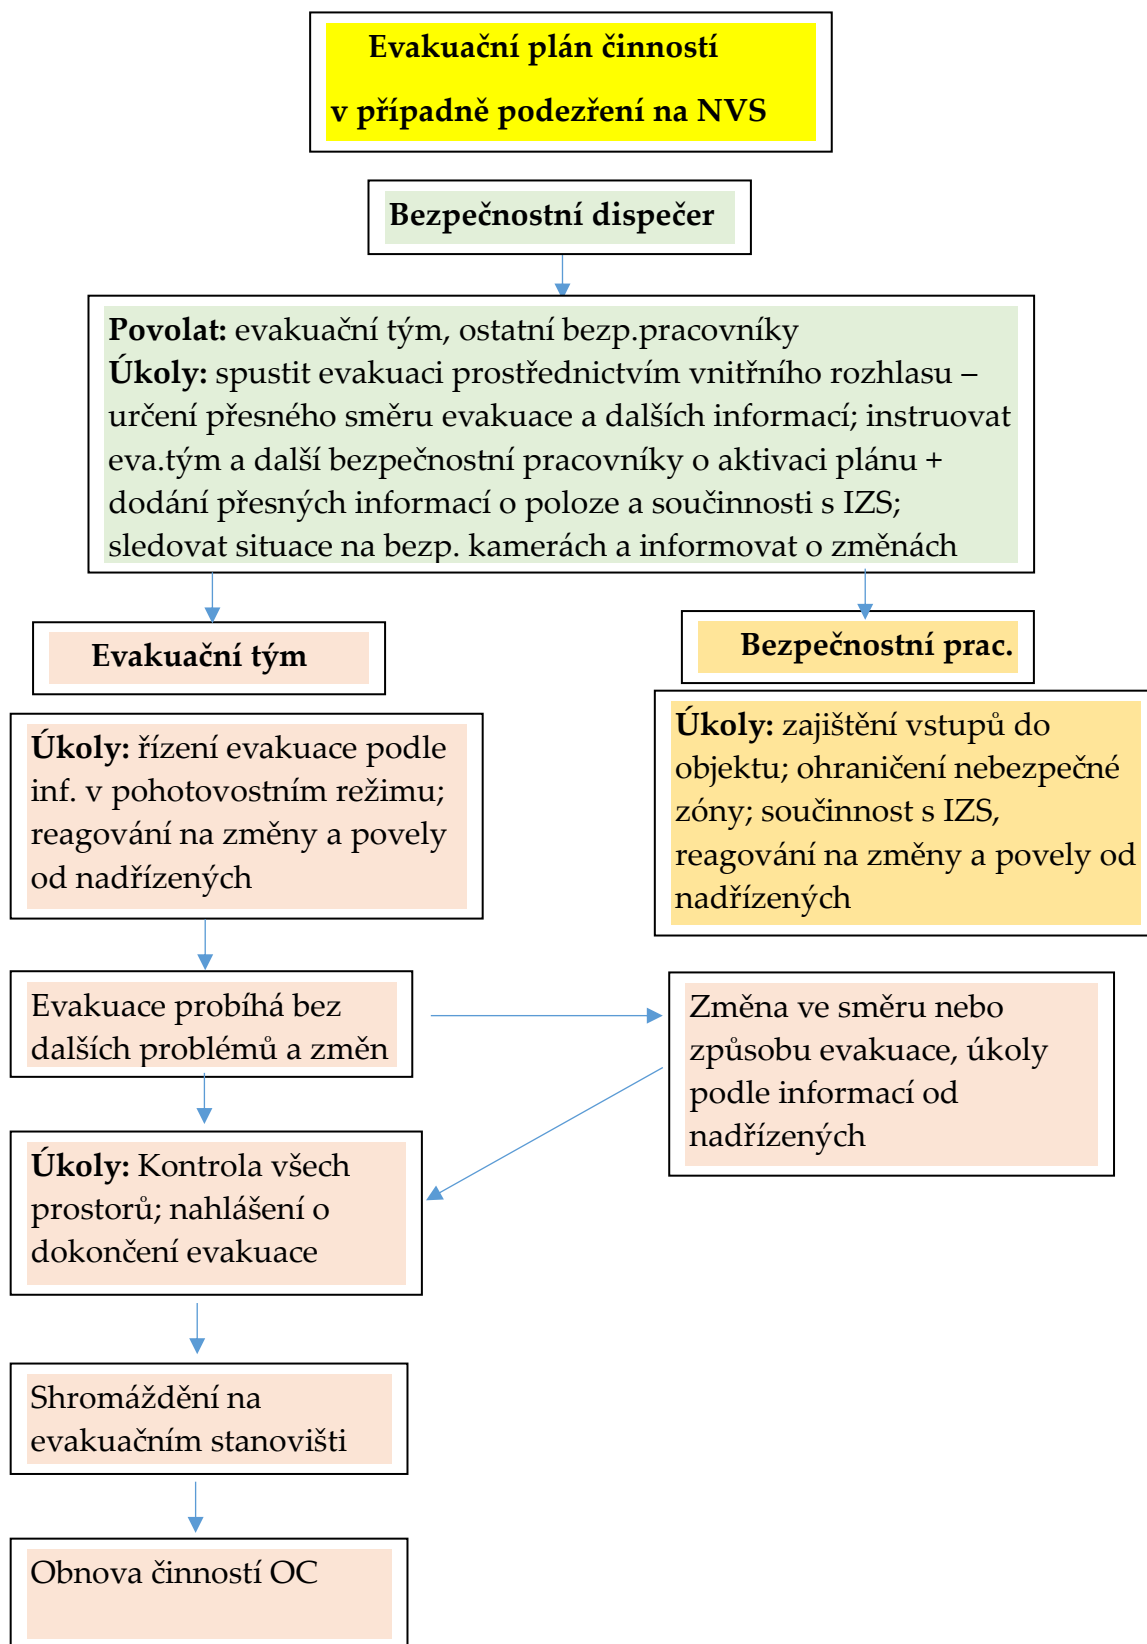 Evakuační plán činností
v případně podezření na NVS
Bezpečnostní dispečer
Povolat: evakuační tým, ostatní bezp.pracovníky
Úkoly: spustit evakuaci prostřednictvím vnitřního rozhlasu –
určení přesného směru evakuace a dalších informací; instruovat
eva.tým a další bezpečnostní pracovníky o aktivaci plánu +
dodání přesných informací o poloze a součinnosti s IZS;
sledovat situace na bezp. kamerách a informovat o změnách
Evakuační tým
Úkoly: řízení evakuace podle
inf. v pohotovostním režimu;
reagování na změny a povely
od nadřízených
Bezpečnostní prac.
Úkoly: zajištění vstupů do
objektu; ohraničení nebezpečné
zóny; součinnost s IZS,
reagování na změny a povely od
nadřízených
Evakuace probíhá bez
dalších problémů a změn
Změna ve směru nebo
způsobu evakuace, úkoly
podle informací od
nadřízených
Úkoly: Kontrola všech
prostorů; nahlášení o
dokončení evakuace
Shromáždění na
evakuačním stanovišti
Obnova činností OC